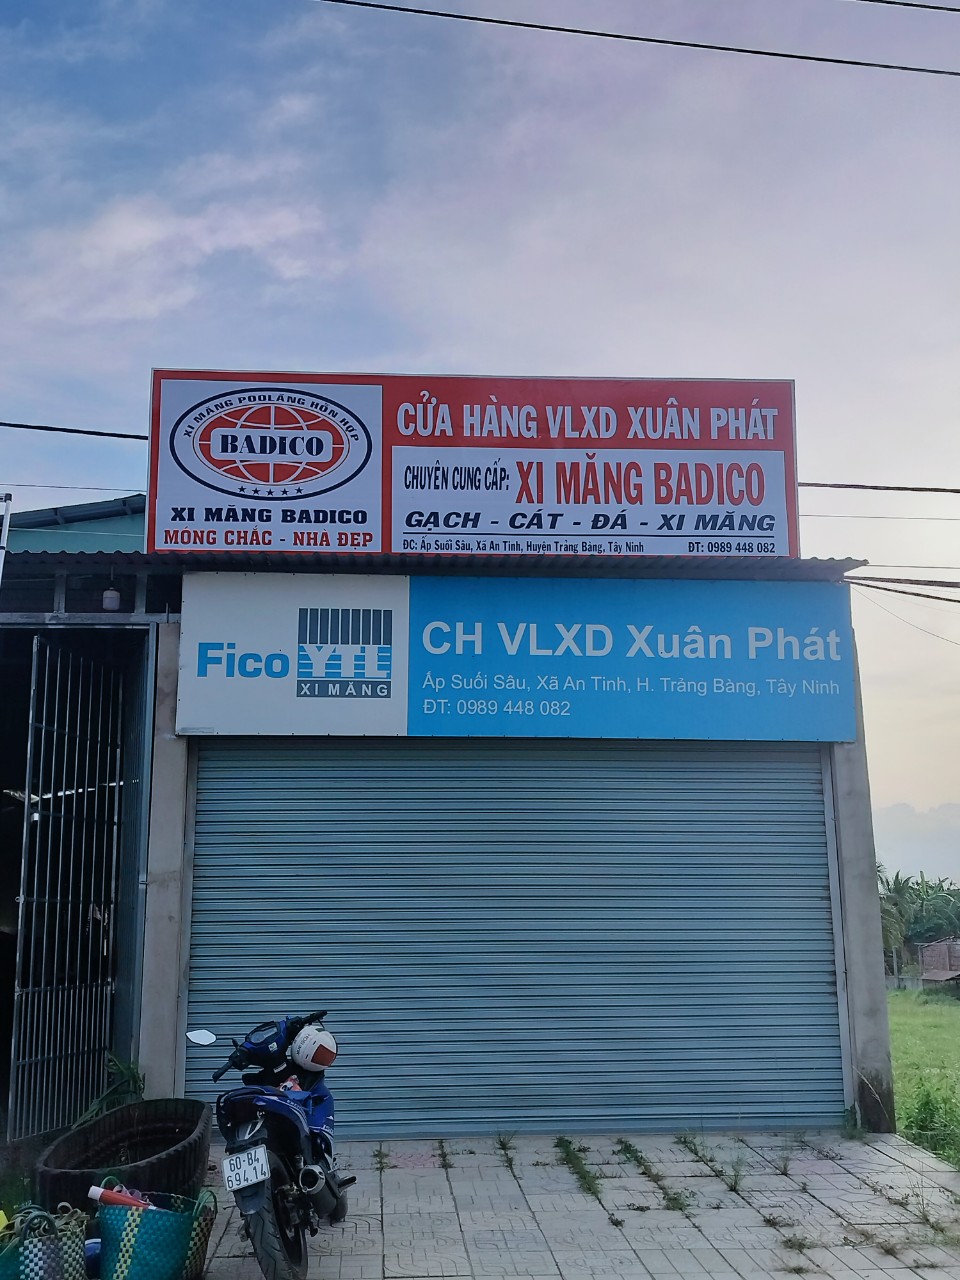 XI MĂNG POOLĂNG HỖN HỢP
BADICO
XI MĂNG BADICO
MÓNG CHẮC - NHÀ ĐẸP
CỬA HÀNG VLXD XUÂN PHÁT
CHUYÊN CUNG CẤP: XI MĂNG BADICO
GẠCH - CÁT - ĐÁ - XI MĂNG
ĐC: Ấp Suối Sâu, Xã An Tịnh, Huyện Trảng Bàng, Tây Ninh ĐT: 0989 448 082
Fico YTL
XI MĂNG
CH VLXD Xuân Phát
Ấp Suối Sâu, Xã An Tịnh, H. Trảng Bàng, Tây Ninh
ĐT: 0989 448 082
60-B4
694.14